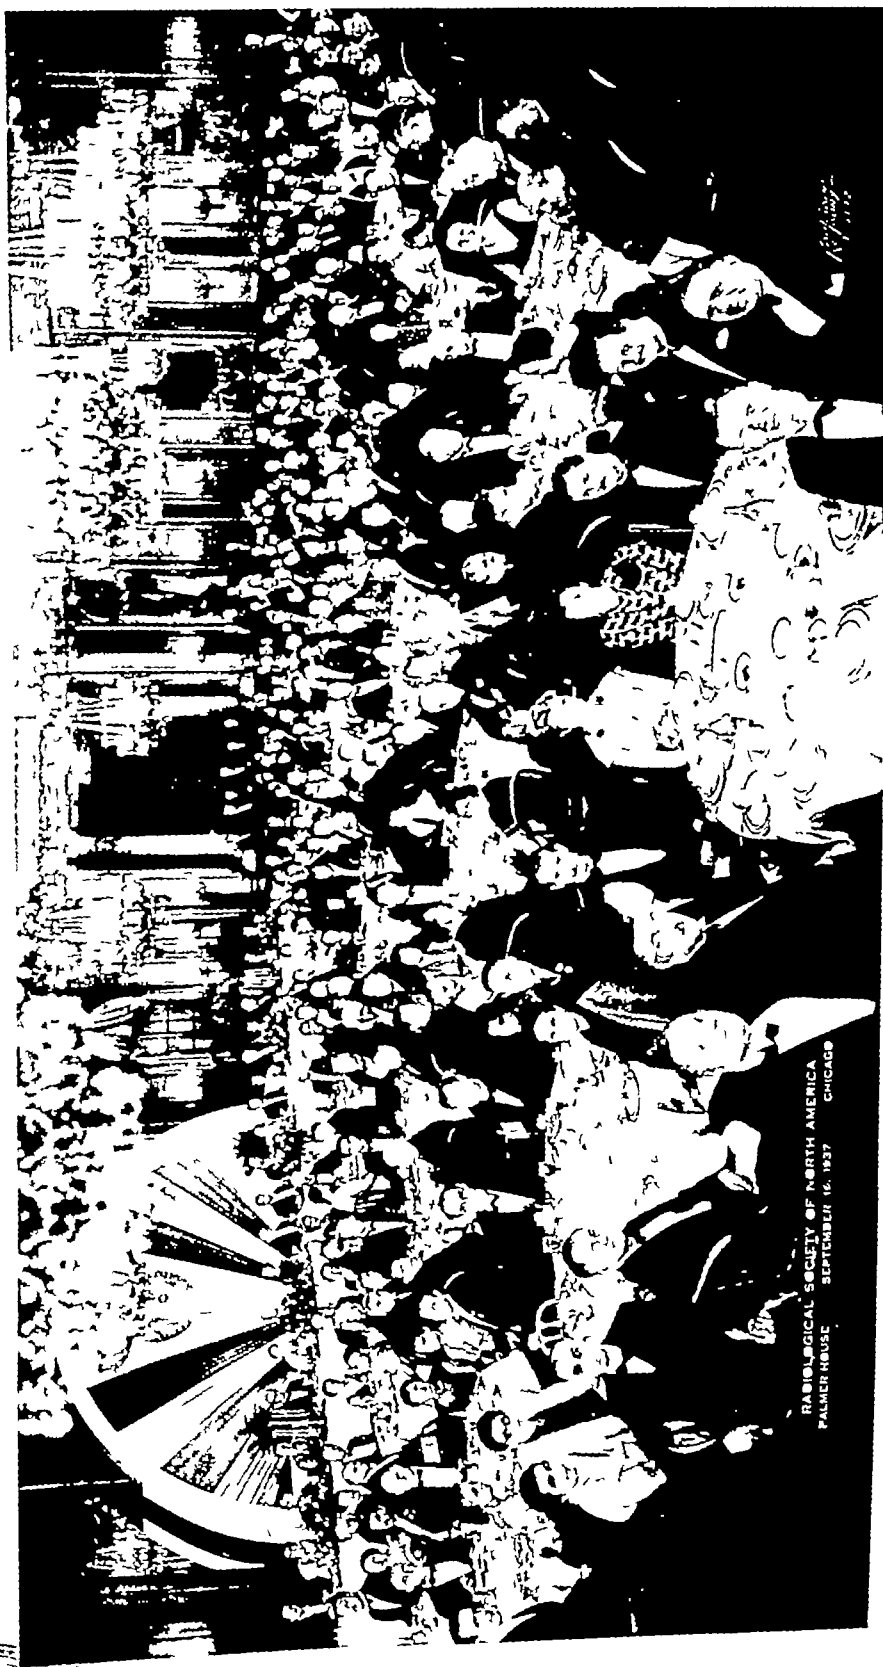 RADIOLOGICAL SOCIETY OF NORTH AMERICA
PALMER HOUSE SEPTEMBER 16, 1937 CHICAGO